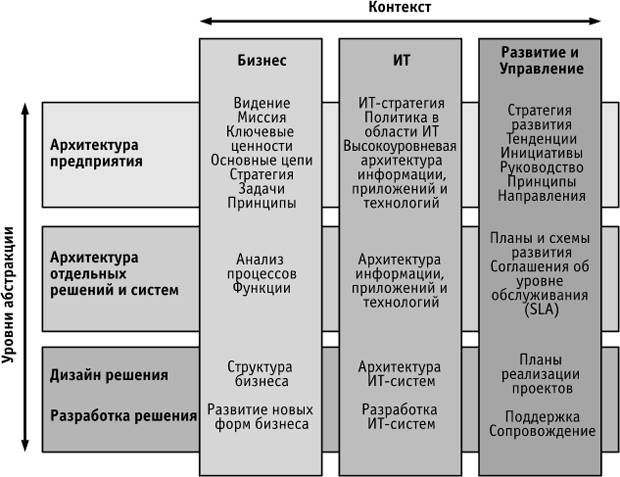 Контекст
Бизнес
ИТ
Развитие и
Управление
Уровни абстракции
Архитектура
предприятия
Видение
Миссия
Ключевые
ценности
Основные цепи
Стратегия
Задачи
Принципы
ИТ-стратегия
Политика в
области ИТ
Высокоуровневая
архитектура
информации,
приложений и
технологий
Стратегия
развития
Тенденции
Инициативы
Руководство
Принципы
Направления
Архитектура
отдельных
решений и систем
Анализ
процессов
Функции
Архитектура
информации,
приложений и
технологий
Планы и схемы
развития
Соглашения об
уровне
обслуживания
(SLA)
Дизайн решения
Структура
бизнеса
Архитектура
ИТ-систем
Планы
реализации
проектов
Разработка решения
Развитие новых
форм бизнеса
Разработка
ИТ-систем
Поддержка
Сопровождение